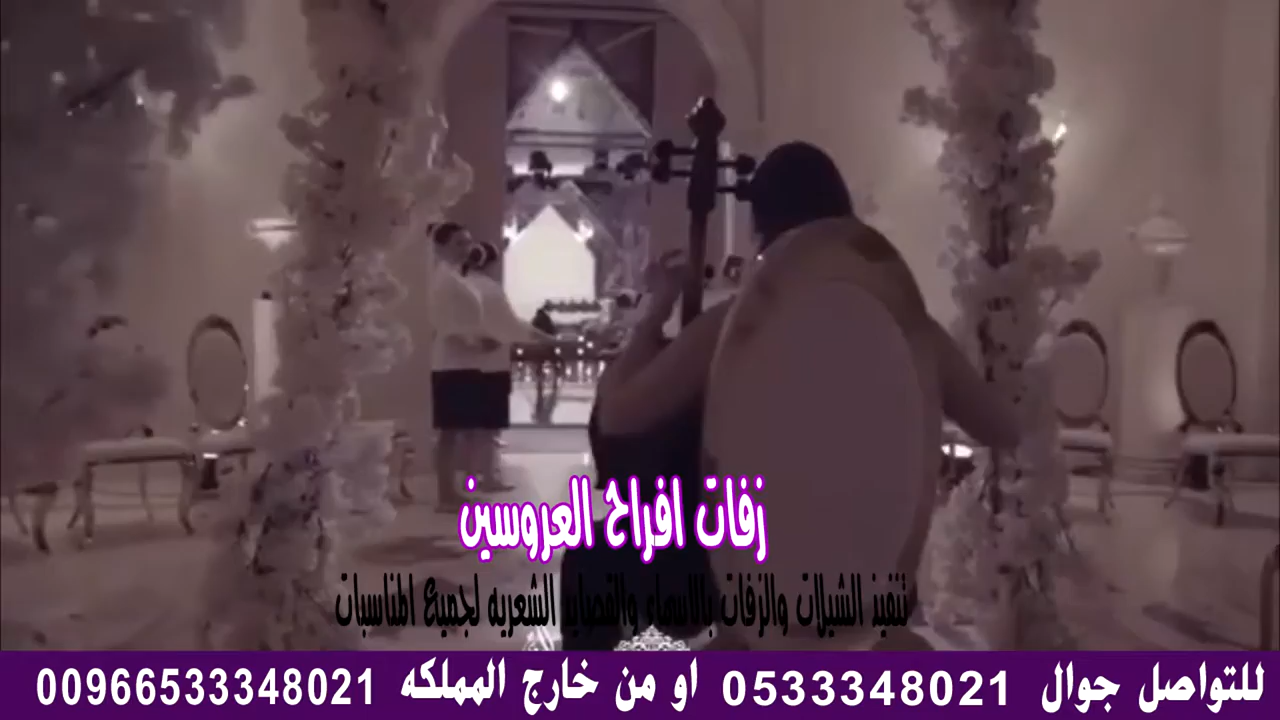 زفات افراح العروسين
تنفيذ الشيلات والزفات بالاسماء والقصايد الشعريه لجميع المناسبات
للتواصل جوال 0533348021 او من خارج المملكه 00966533348021